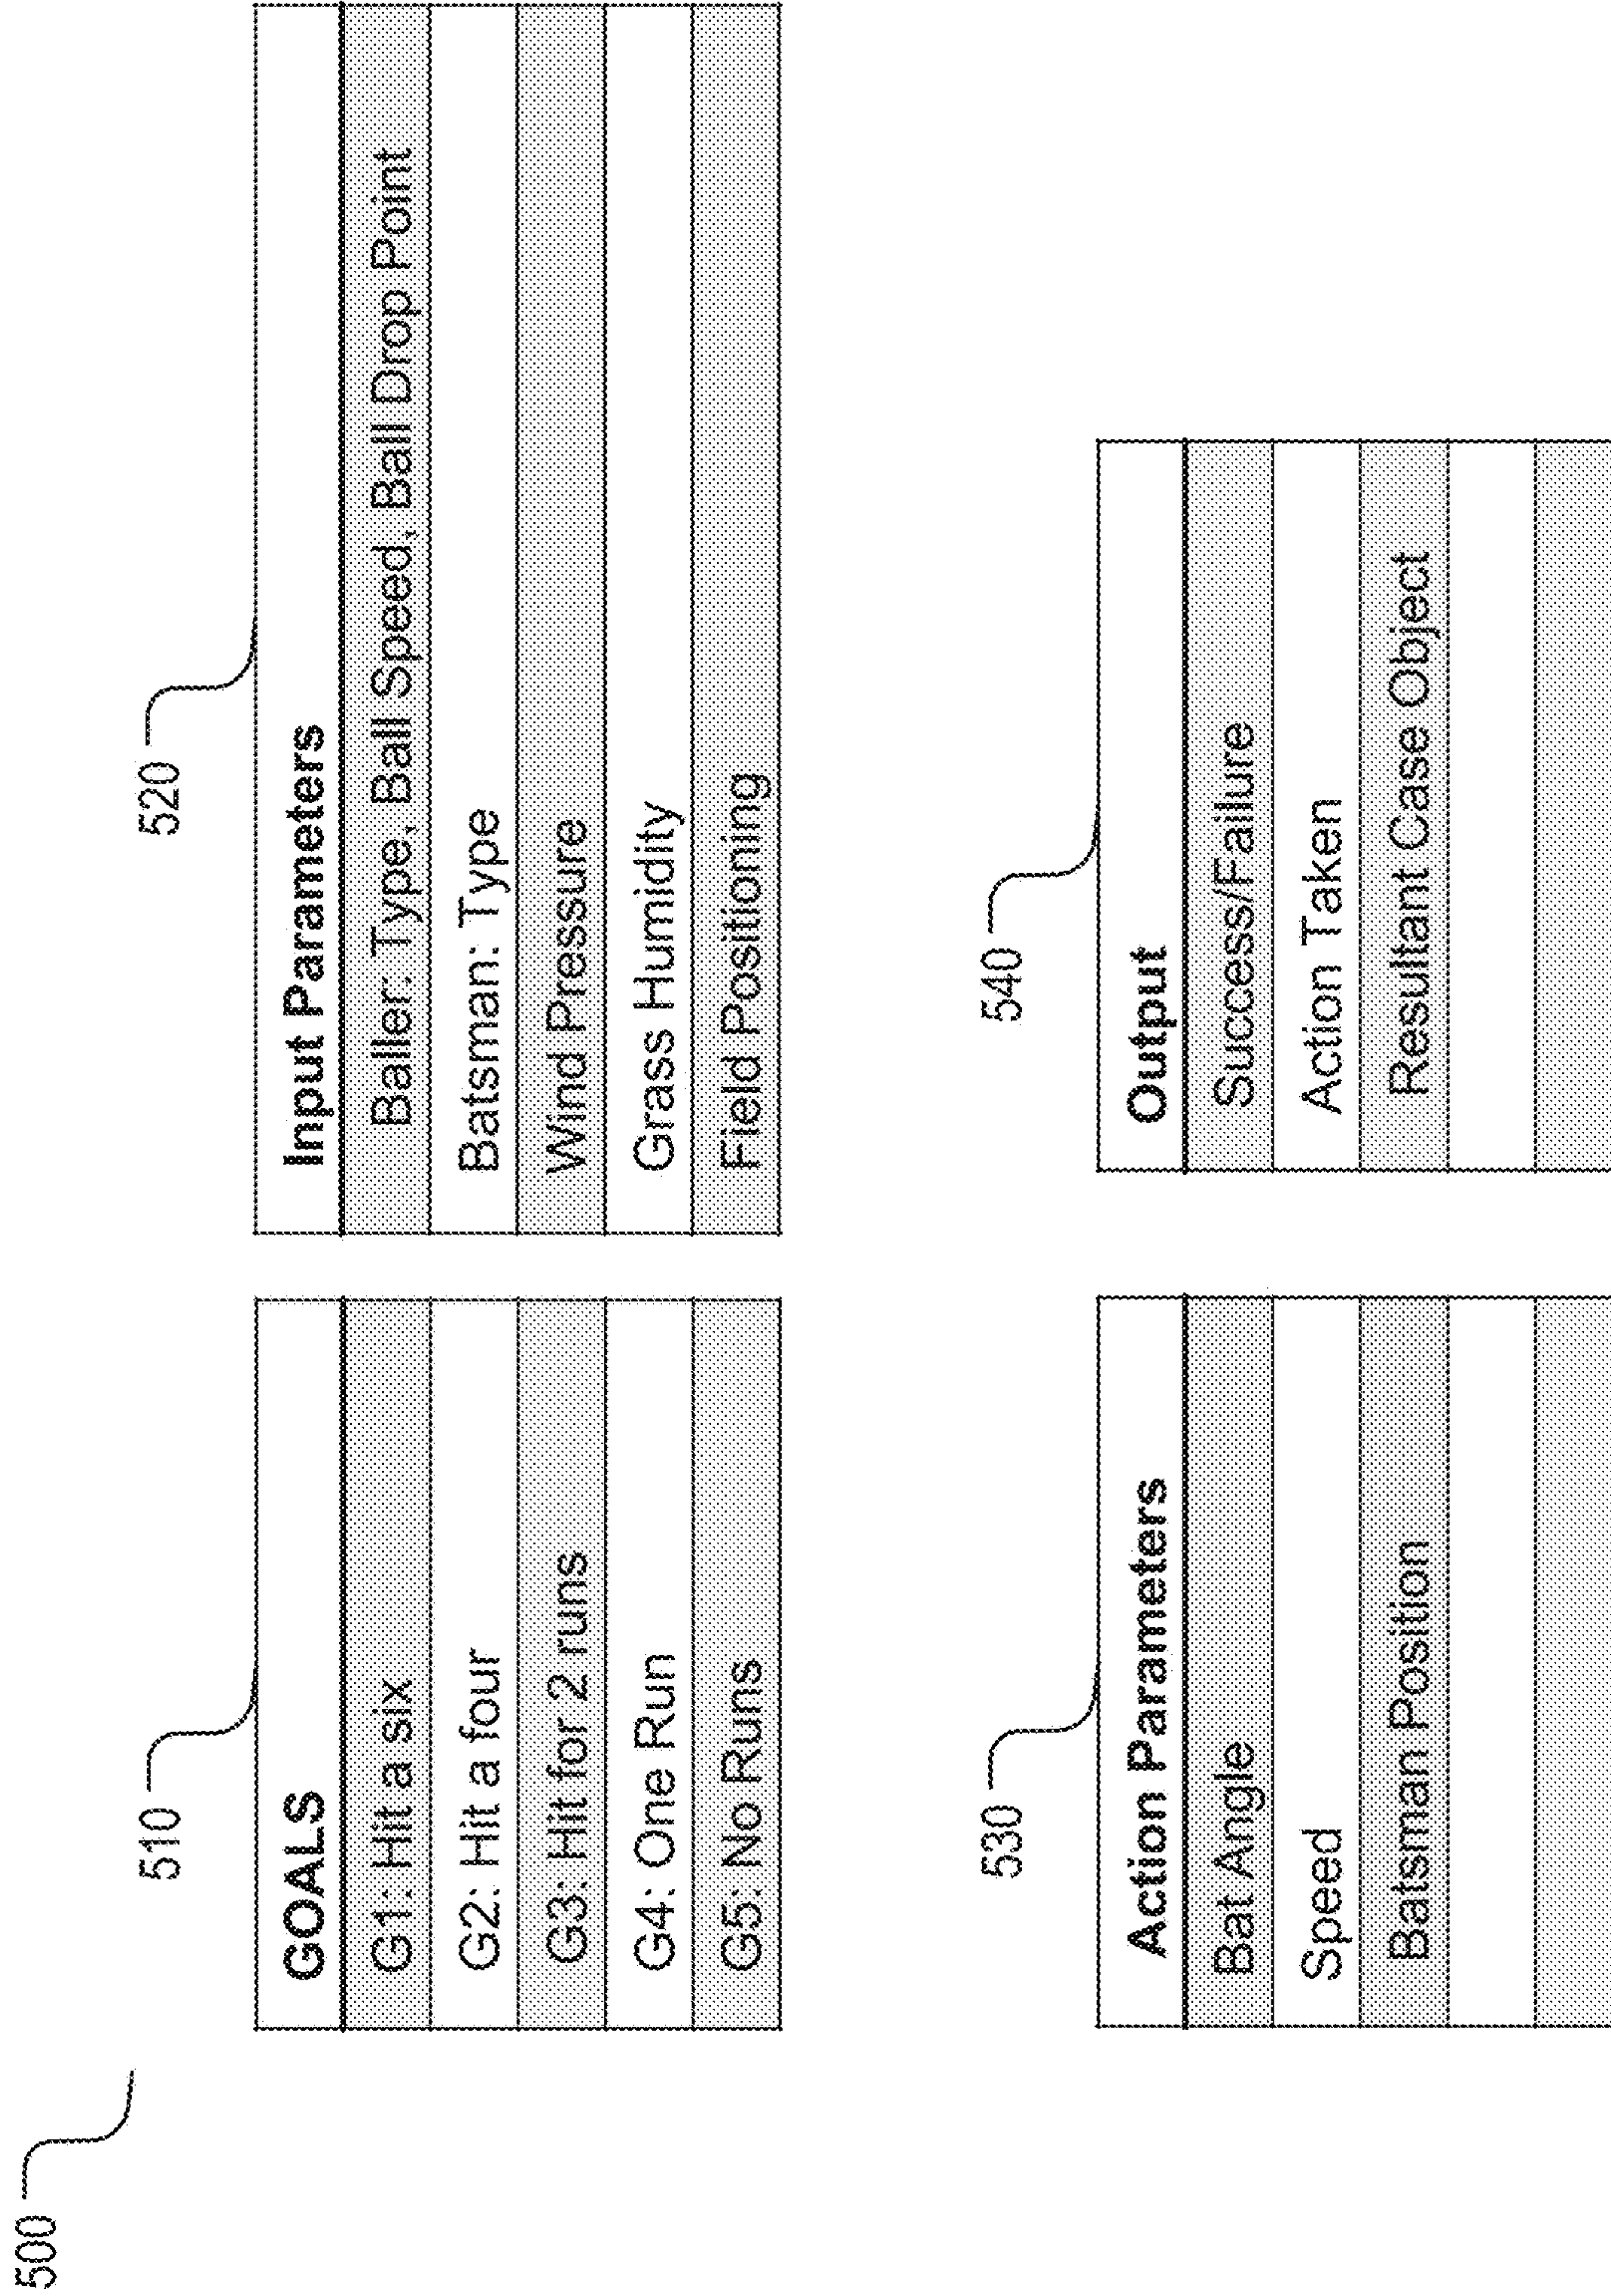 500
510
GOALS
G1: Hit a six
G2: Hit a four
G3: Hit for 2 runs
G4: One Run
G5: No Runs
520
Input Parameters
Baller: Type, Ball Speed, Ball Drop Point
Batsman: Type
Wind Pressure
Grass Humidity
Field Positioning
530
Action Parameters
Bat Angle
Speed
Batsman Position
540
Output
Success/Failure
Action Taken
Resultant Case Object